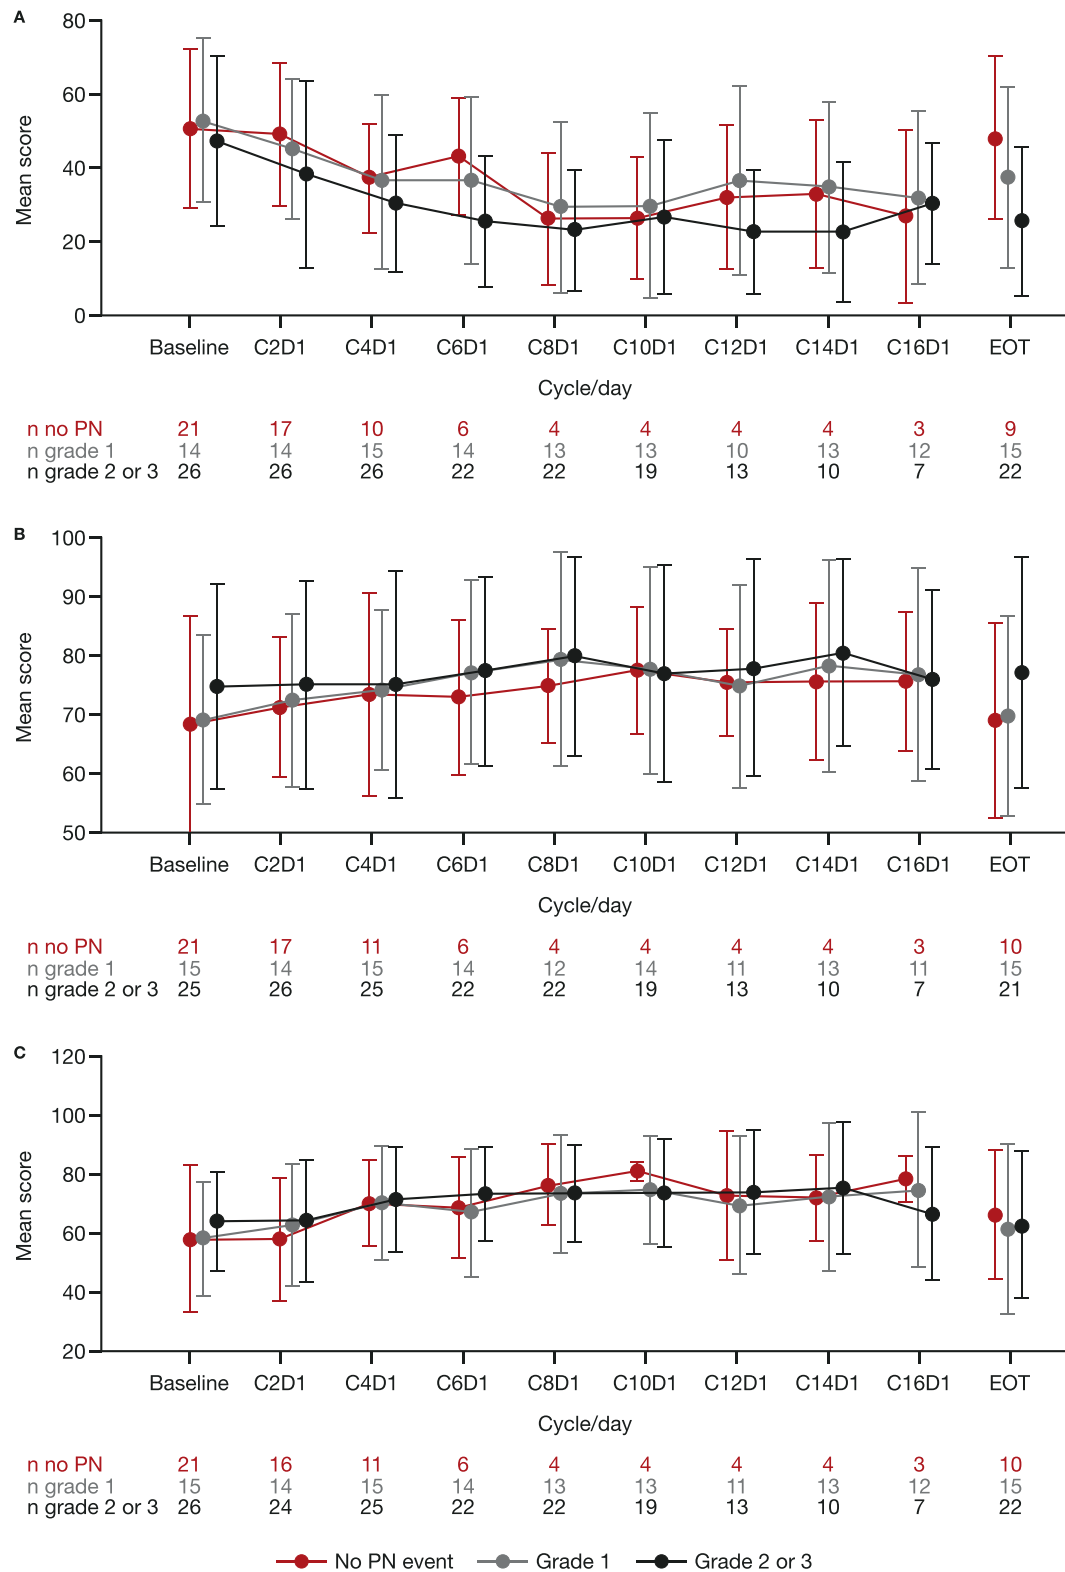 A
80
60
40
20
0
Mean score
Baseline C2D1 C4D1 C6D1 C8D1 C10D1 C12D1 C14D1 C16D1 EOT
Cycle/day
n no PN 21 17 10 6 4 4 4 4 3 9
n grade 1 14 14 15 14 13 13 10 13 12 15
n grade 2 or 3 26 26 26 22 22 19 13 10 7 22
B
100
90
80
70
60
50
Mean score
Baseline C2D1 C4D1 C6D1 C8D1 C10D1 C12D1 C14D1 C16D1 EOT
Cycle/day
n no PN 21 17 11 6 4 4 4 4 3 10
n grade 1 15 14 15 14 12 14 11 13 11 15
n grade 2 or 3 25 26 25 22 22 19 13 10 7 21
C
120
100
80
60
40
20
Mean score
Baseline C2D1 C4D1 C6D1 C8D1 C10D1 C12D1 C14D1 C16D1 EOT
Cycle/day
n no PN 21 16 11 6 4 4 4 4 3 10
n grade 1 15 14 15 14 13 13 11 13 12 15
n grade 2 or 3 26 24 25 22 22 19 13 10 7 22
No PN event Grade 1 Grade 2 or 3